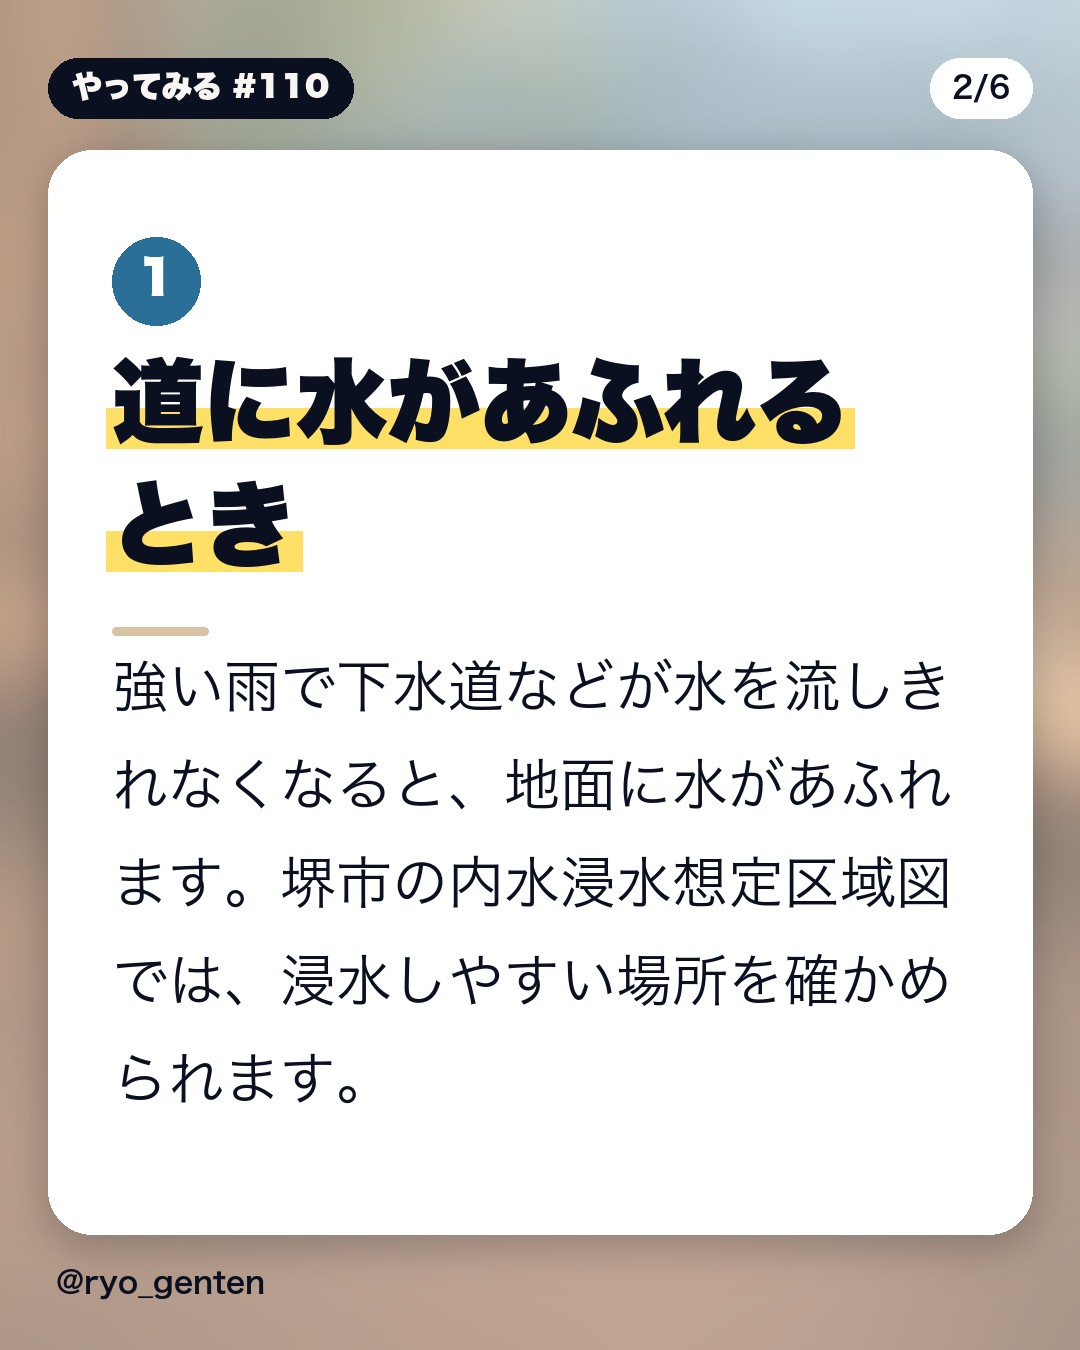 やってみる #110
2/6
1
道に水があふれる
とき
強い雨で下水道などが水を流しき
れなくなると、地面に水があふれ
ます。堺市の内水浸水想定区域図
では、浸水しやすい場所を確かめ
られます。
@ryo_genten